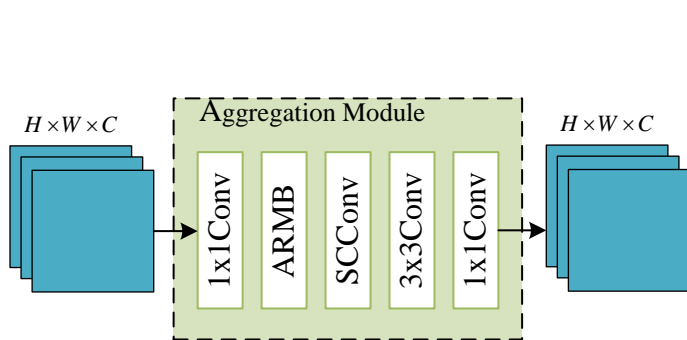 H×W×C
Aggregation Module
H×W×C
1x1Conv
ARMB
SCConv
3x3Conv
1x1Conv